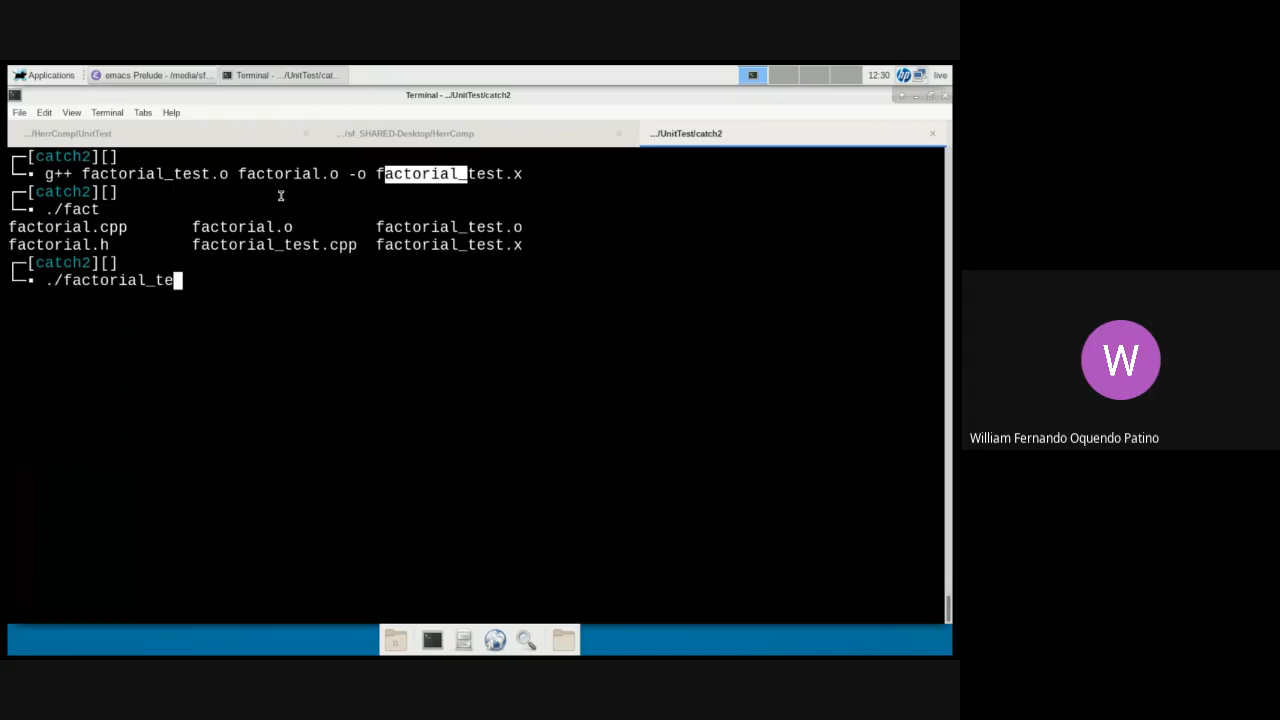 Applications
emacs Prelude - /media/sf...
Terminal - .../UnitTest/cat...
12:30
hp
live
Terminal - .../UnitTest/catch2
File Edit View Terminal Tabs Help
.../HerrComp/UnitTest
.../sf_SHARED-Desktop/HerrComp
.../UnitTest/catch2
[catch2][]
g++ factorial_test.o factorial.o -o factorial_test.x
[catch2][]
./fact
factorial.cpp factorial.o factorial_test.o
factorial.h factorial_test.cpp factorial_test.x
[catch2][]
./factorial_te
W
William Fernando Oquendo Patino